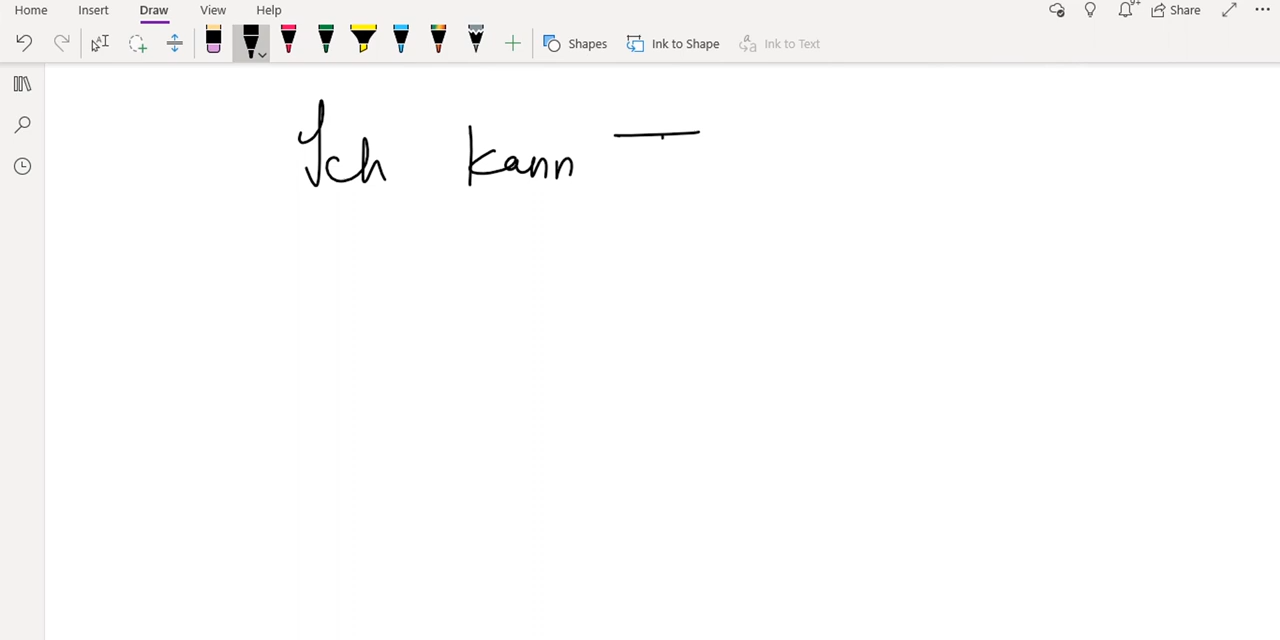 Home Insert Draw View Help Share
Shapes Ink to Shape Ink to Text
Ich kann